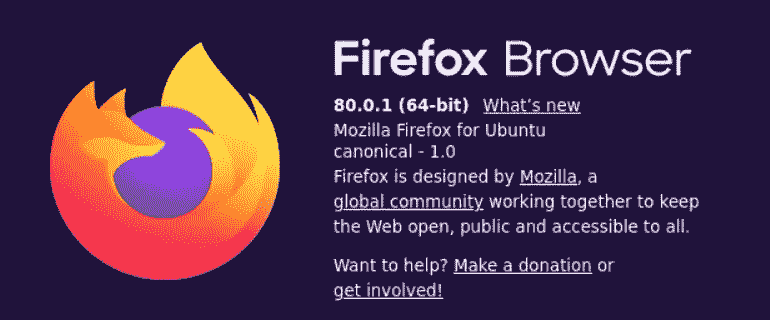 Firefox Browser
80.0.1 (64-bit) What's new
Mozilla Firefox for Ubuntu
canonical - 1.0
Firefox is designed by Mozilla, a
global community working together to keep
the Web open, public and accessible to all.
Want to help? Make a donation or
get involved!